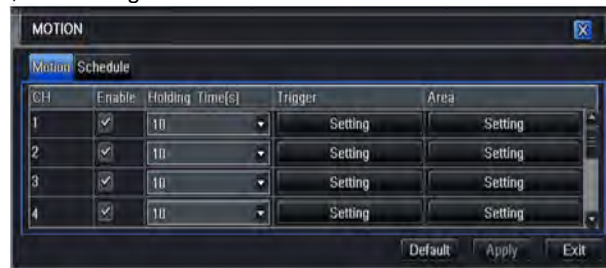 MOTION
Motion Schedule
CH Enable Holding Time[s] Trigger Area
1 10 Setting Setting
2 10 Setting Setting
3 10 Setting Setting
4 10 Setting Setting
Default Apply Exit